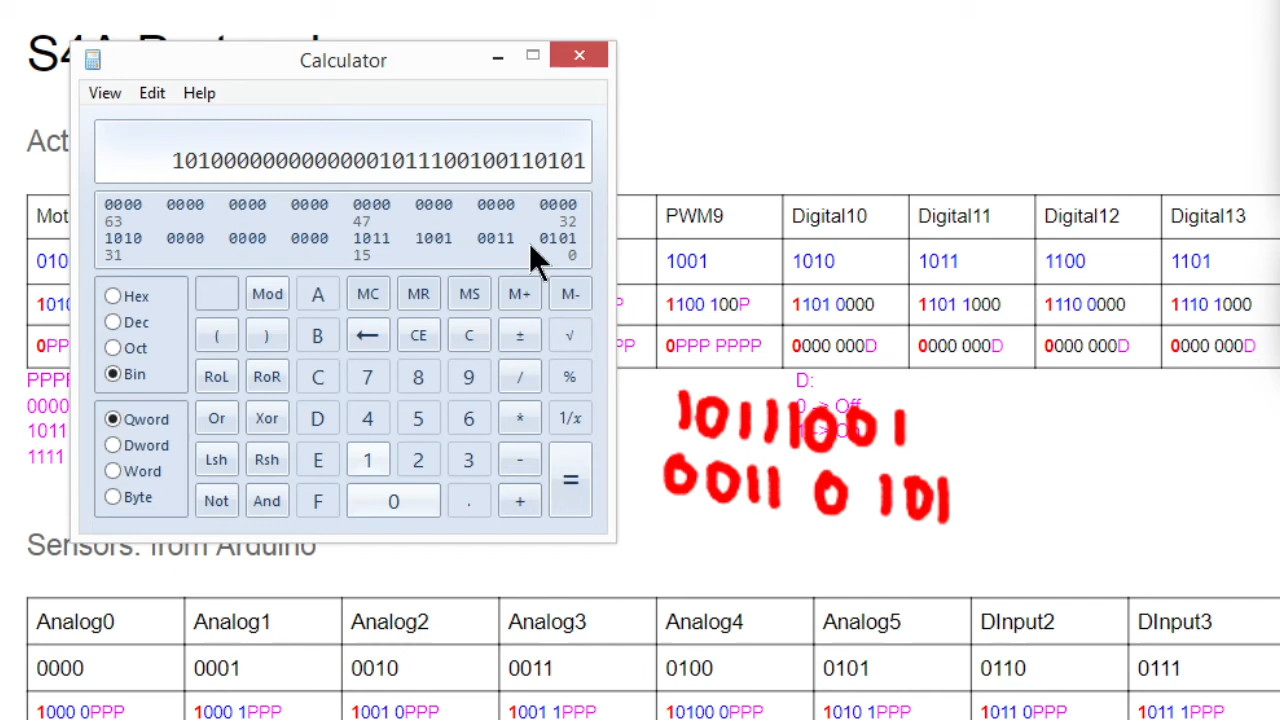 S4A
Calculator
View Edit Help
10100000000000001011100100110101
0000 0000 0000 0000 0000 0000 0000 0000
63 47 32
1010 0000 0000 0000 1011 1001 0011 0101
31 15 0
Hex
Dec
Oct
Bin
Qword
Dword
Word
Byte
Mod A MC MR MS M+ M-
( ) B ← CE C ± √
RoL RoR C 7 8 9 / %
Or Xor D 4 5 6 * 1/x
Lsh Rsh E 1 2 3 - =
Not And F 0 . +
PWM9 Digital10 Digital11 Digital12 Digital13
1001 1010 1011 1100 1101
1100 100P 1101 0000 1101 1000 1110 0000 1110 1000
0PPP PPPP 0000 000D 0000 000D 0000 000D 0000 000D
D:
0 -> Off
0000
1011
1111
10111001
0011 0 101
Sensors: from Arduino
Analog0 Analog1 Analog2 Analog3 Analog4 Analog5 DInput2 DInput3
0000 0001 0010 0011 0100 0101 0110 0111
1000 0PPP 1000 1PPP 1001 0PPP 1001 1PPP 10100 0PPP 1010 1PPP 1011 0PPP 1011 1PPP